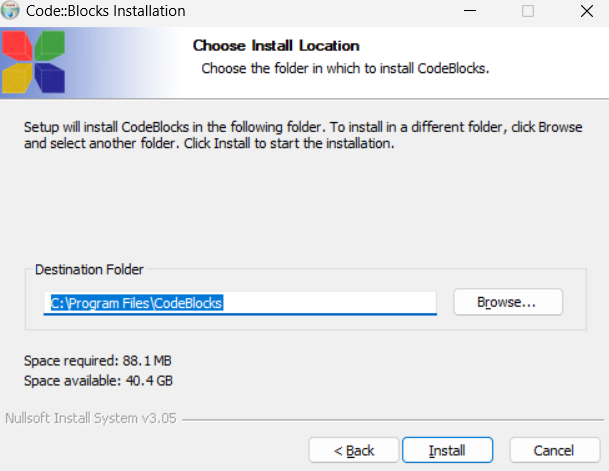 Code::Blocks Installation
Choose Install Location
Choose the folder in which to install CodeBlocks.
Setup will install CodeBlocks in the following folder. To install in a different folder, click Browse
and select another folder. Click Install to start the installation.
Destination Folder
C:\Program Files\CodeBlocks
Browse...
Space required: 88.1 MB
Space available: 40.4 GB
Nullsoft Install System v3.05
< Back
Install
Cancel